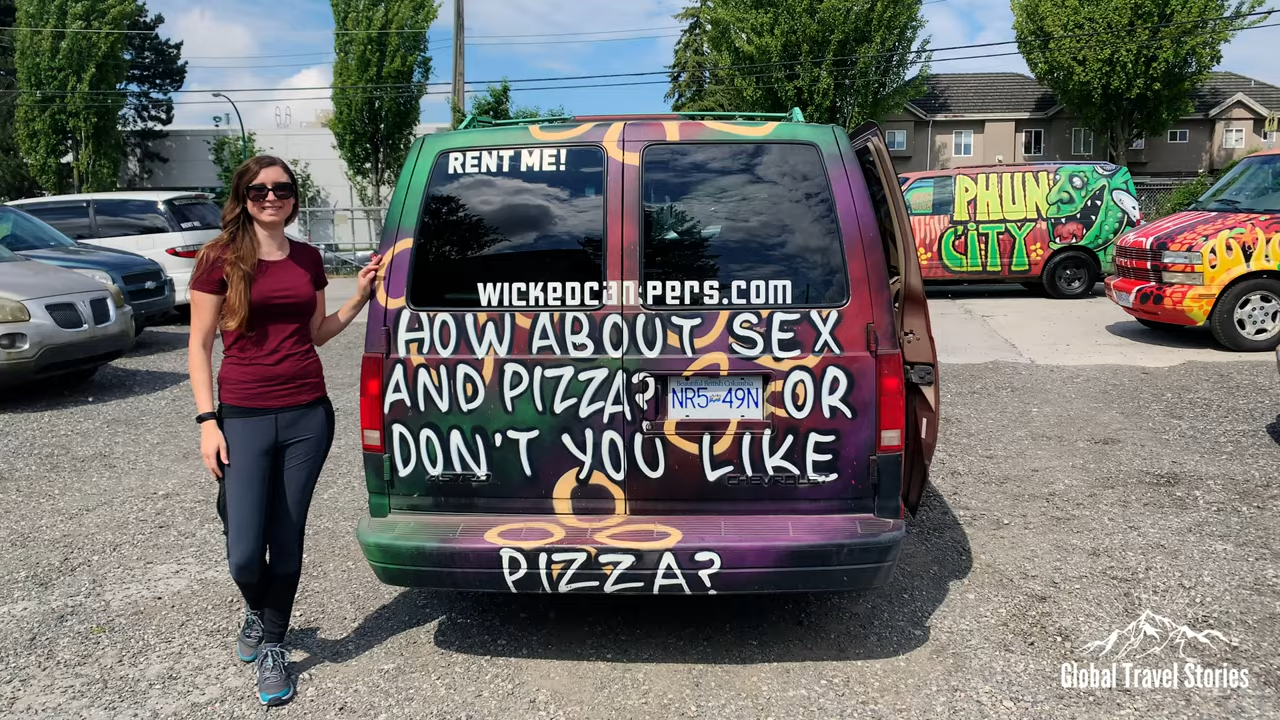 RENT ME!
wickedcampers.com
HOW ABOUT SEX
AND PIZZA? OR
DON'T YOU LIKE
PIZZA?
Beautiful British Columbia
NR5 49N
ASTRO
CHEVROLET
PHUN
CiTY
Global Travel Stories